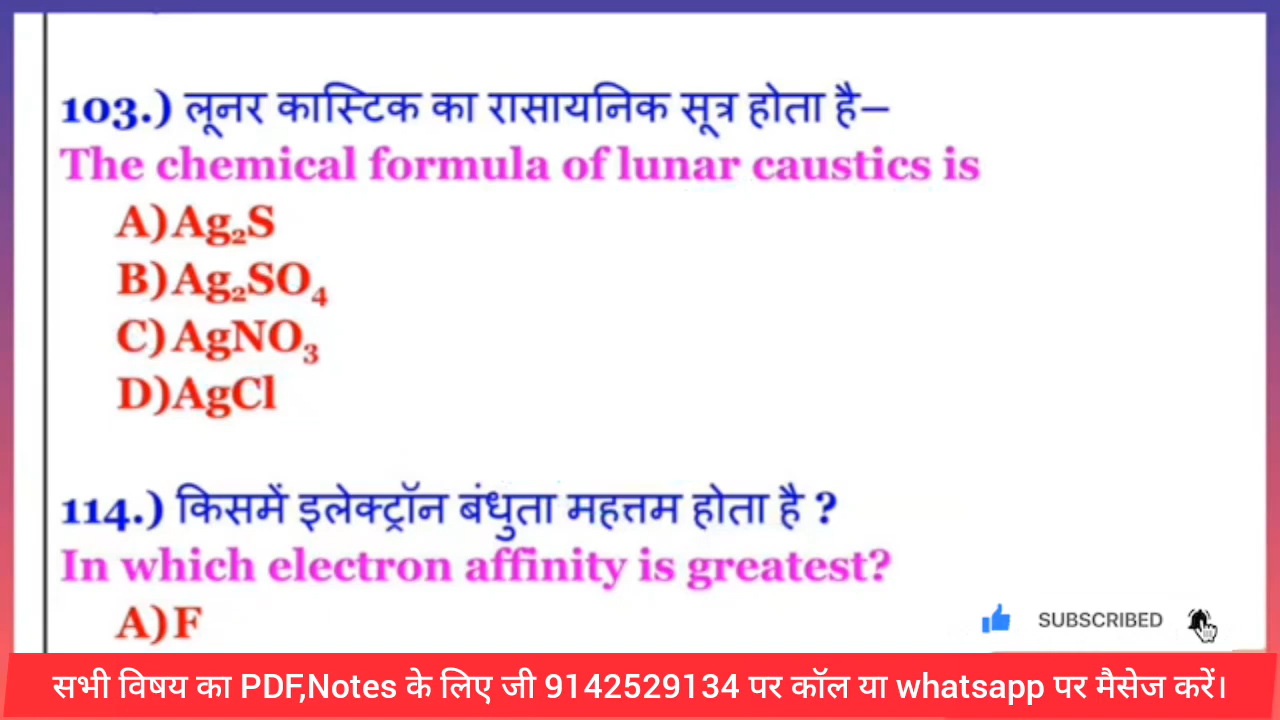 103.) लूनर कास्टिक का रासायनिक सूत्र होता है–
The chemical formula of lunar caustics is
A) Ag₂S
B) Ag₂SO₄
C) AgNO₃
D) AgCl
114.) किसमें इलेक्ट्रॉन बंधुता महत्तम होता है ?
In which electron affinity is greatest?
A) F
SUBSCRIBED
सभी विषय का PDF,Notes के लिए जी 9142529134 पर कॉल या whatsapp पर मैसेज करें।